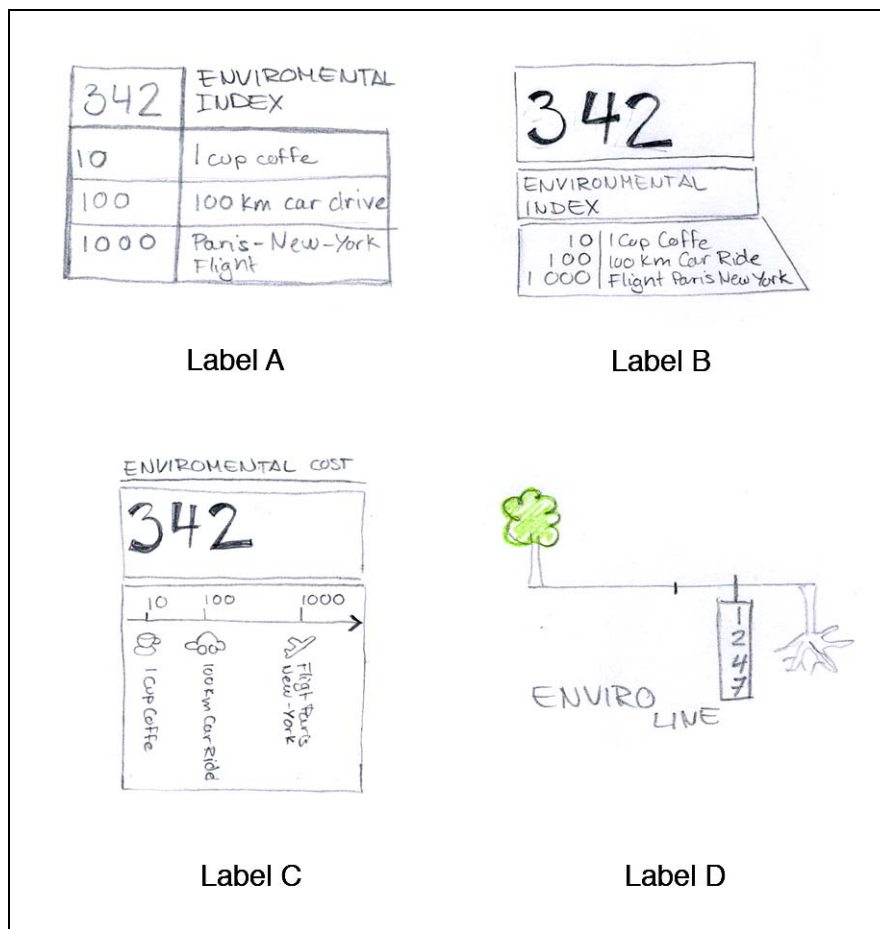 342 ENVIROMENTAL
INDEX
10 1 cup coffe
100 100 km car drive
1000 Paris-New-York
Flight
Label A
342
ENVIRONMENTAL
INDEX
10 1 Cup Coffe
100 100 km Car Ride
1 000 Flight Paris New York
Label B
ENVIROMENTAL COST
342
10 100 1000
1 Cup Coffe
100 km Car Ride
Fligt Paris
New-York
Label C
1
2
4
7
ENVIRO
LINE
Label D